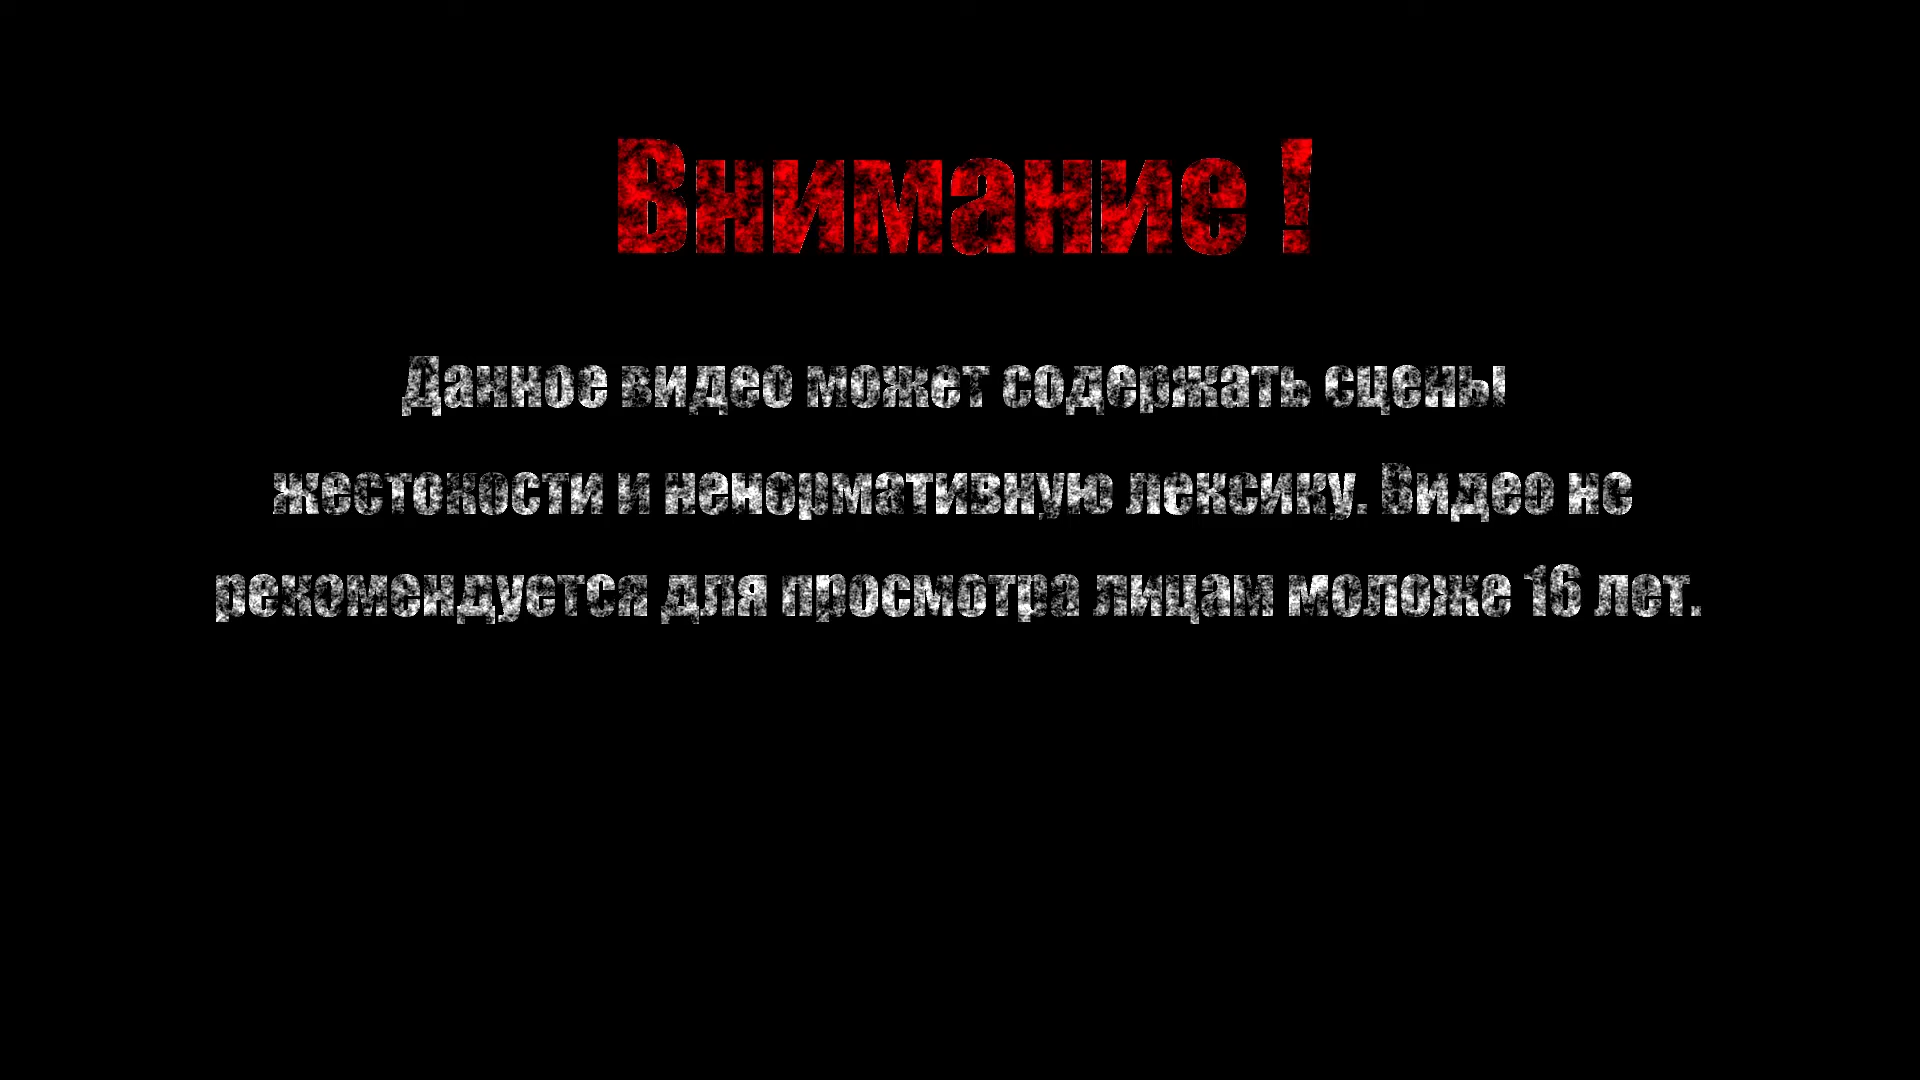 Внимание !
Данное видео может содержать сцены
жестокости и ненормативную лексику. Видео не
рекомендуется для просмотра лицам моложе 16 лет.